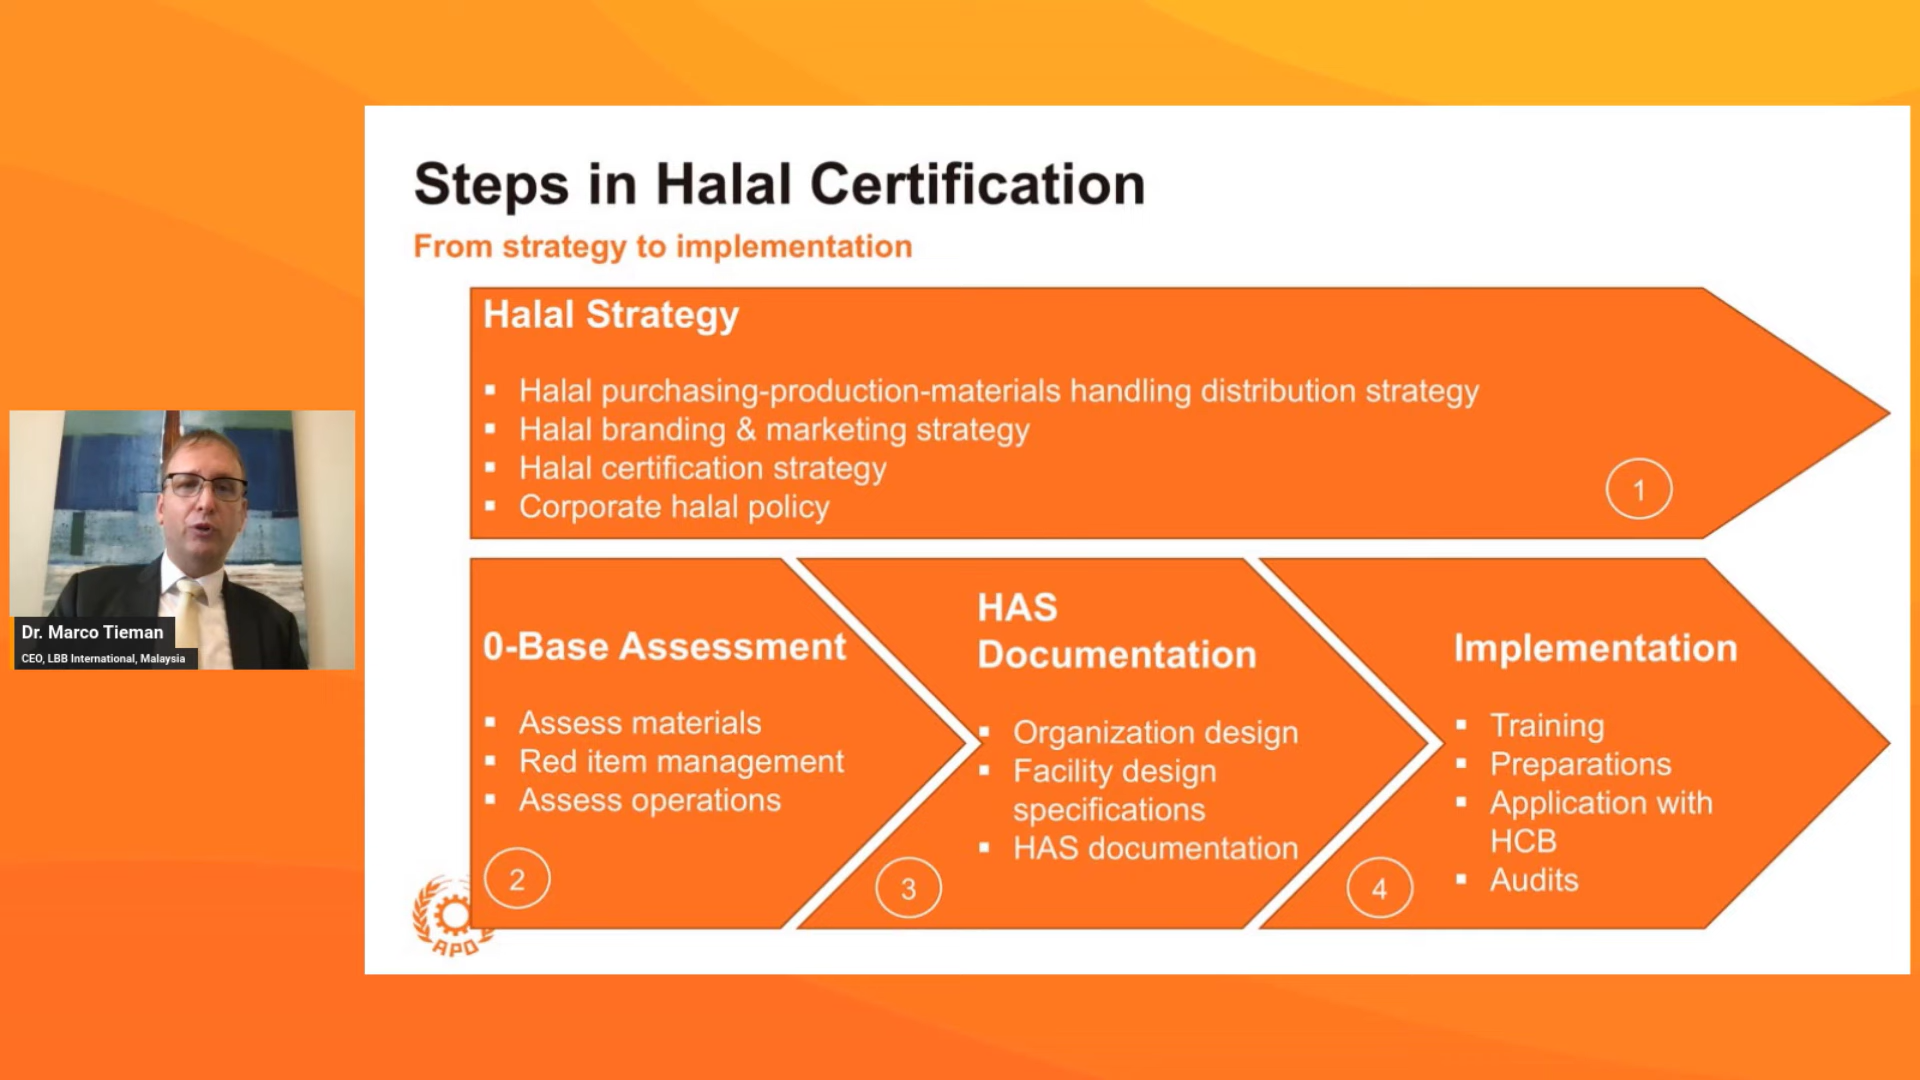 Steps in Halal Certification
From strategy to implementation
Halal Strategy
▪ Halal purchasing-production-materials handling distribution strategy
▪ Halal branding & marketing strategy
▪ Halal certification strategy
▪ Corporate halal policy
1
0-Base Assessment
▪ Assess materials
▪ Red item management
▪ Assess operations
2
HAS
Documentation
▪ Organization design
▪ Facility design
specifications
▪ HAS documentation
3
Implementation
▪ Training
▪ Preparations
▪ Application with
HCB
▪ Audits
4
APO
Dr. Marco Tieman
CEO, LBB International, Malaysia